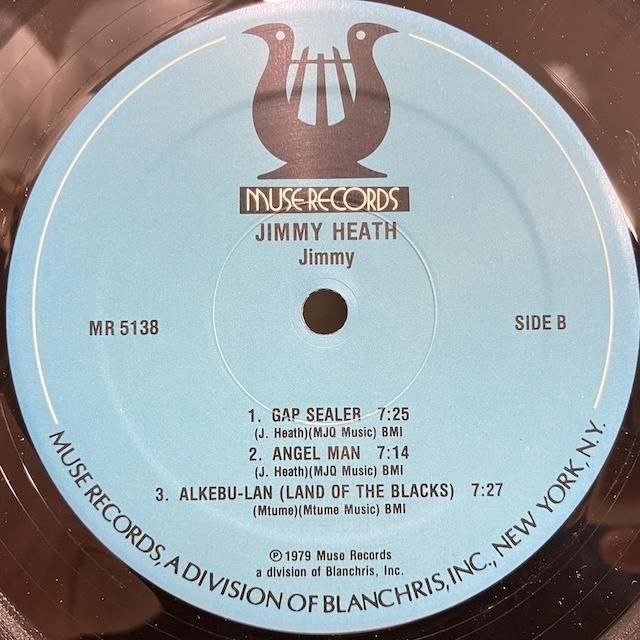 MUSE RECORDS
JIMMY HEATH
Jimmy
MR 5138
SIDE B
1. GAP SEALER 7:25
(J. Heath)(MJQ Music) BMI
2. ANGEL MAN 7:14
(J. Heath)(MJQ Music) BMI
3. ALKEBU-LAN (LAND OF THE BLACKS) 7:27
(Mtume)(Mtume Music) BMI
℗ 1979 Muse Records
a division of Blanchris, Inc.
MUSE RECORDS, A DIVISION OF BLANCHRIS, INC., NEW YORK, N.Y.